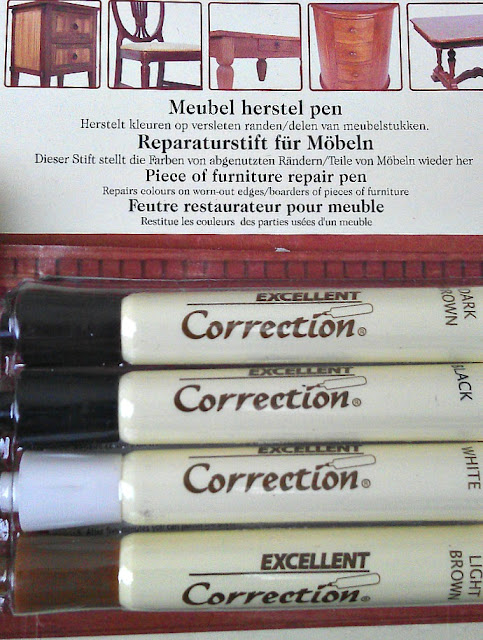 Meubel herstel pen
Herstelt kleuren op versleten randen/delen van meubelstukken.
Reparaturstift für Möbeln
Dieser Stift stellt die Farben von abgenutzten Rändern/Teile von Möbeln wieder her
Piece of furniture repair pen
Repairs colours on worn-out edges/boarders of pieces of furniture
Feutre restaurateur pour meuble
Restitue les couleurs des parties usées d'un meuble
EXCELLENT
Correction®
DARK
BROWN
EXCELLENT
Correction®
BLACK
EXCELLENT
Correction®
WHITE
EXCELLENT
Correction®
LIGHT
BROWN